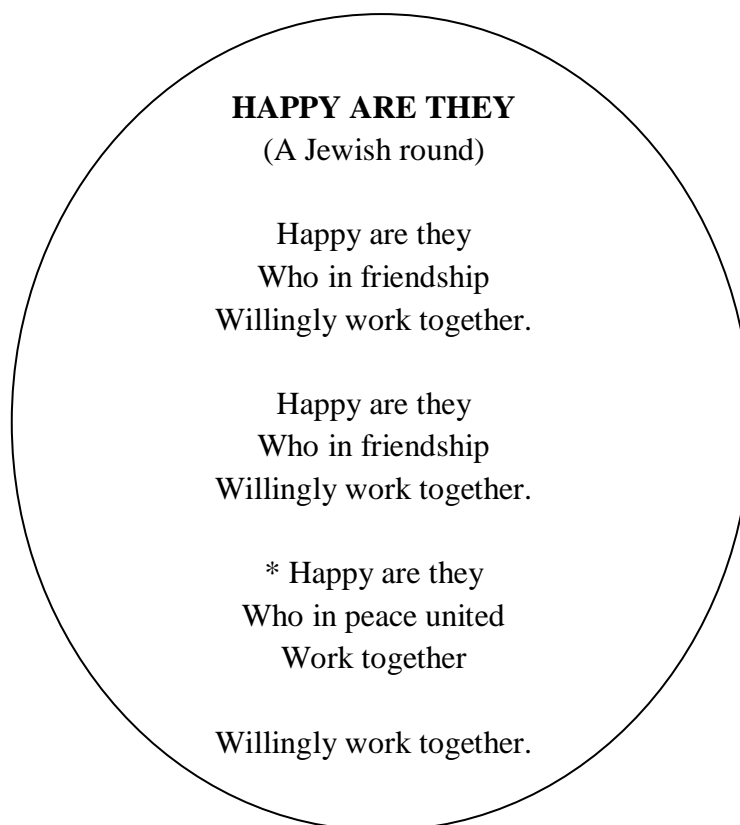 HAPPY ARE THEY
(A Jewish round)
Happy are they
Who in friendship
Willingly work together.
Happy are they
Who in friendship
Willingly work together.
* Happy are they
Who in peace united
Work together
Willingly work together.